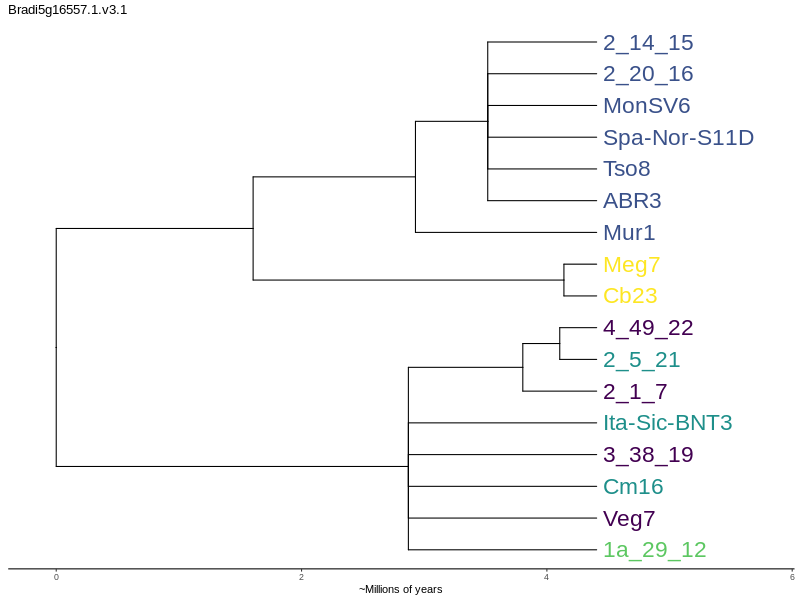 Bradi5g16557.1.v3.1
2_14_15
2_20_16
MonSV6
Spa-Nor-S11D
Tso8
ABR3
Mur1
Meg7
Cb23
4_49_22
2_5_21
2_1_7
Ita-Sic-BNT3
3_38_19
Cm16
Veg7
1a_29_12
0 2 4 6
~Millions of years